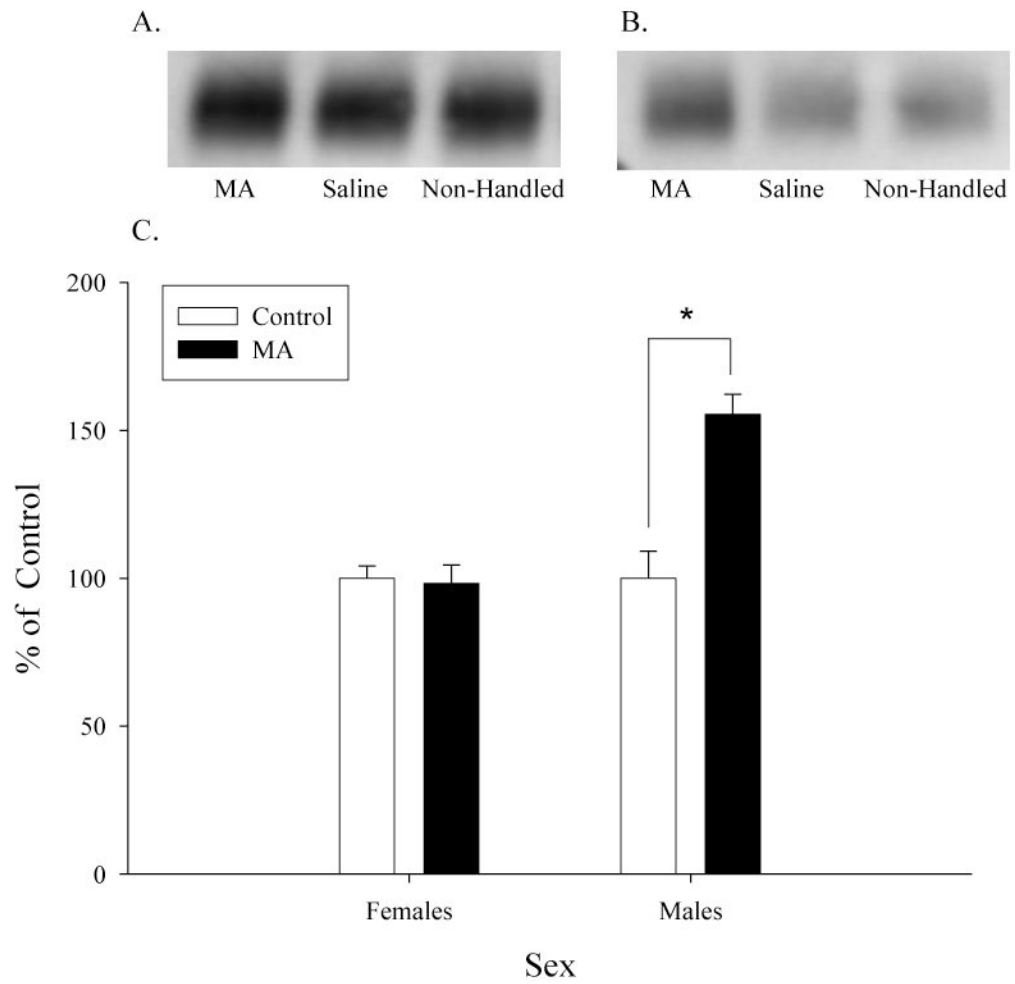 A.
B.
MA Saline Non-Handled
MA Saline Non-Handled
C.
200
150
100
50
0
% of Control
Control
MA
*
Females Males
Sex